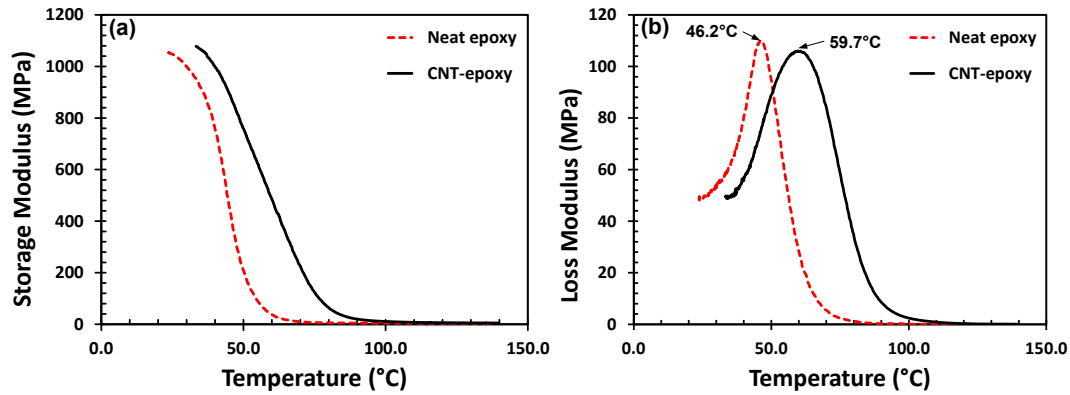 (a)
Neat epoxy
CNT-epoxy
1200
1000
800
600
400
200
0
0.0
50.0
100.0
150.0
Storage Modulus (MPa)
Temperature (°C)
(b)
46.2°C
59.7°C
Neat epoxy
CNT-epoxy
120
100
80
60
40
20
0
0.0
50.0
100.0
150.0
Loss Modulus (MPa)
Temperature (°C)